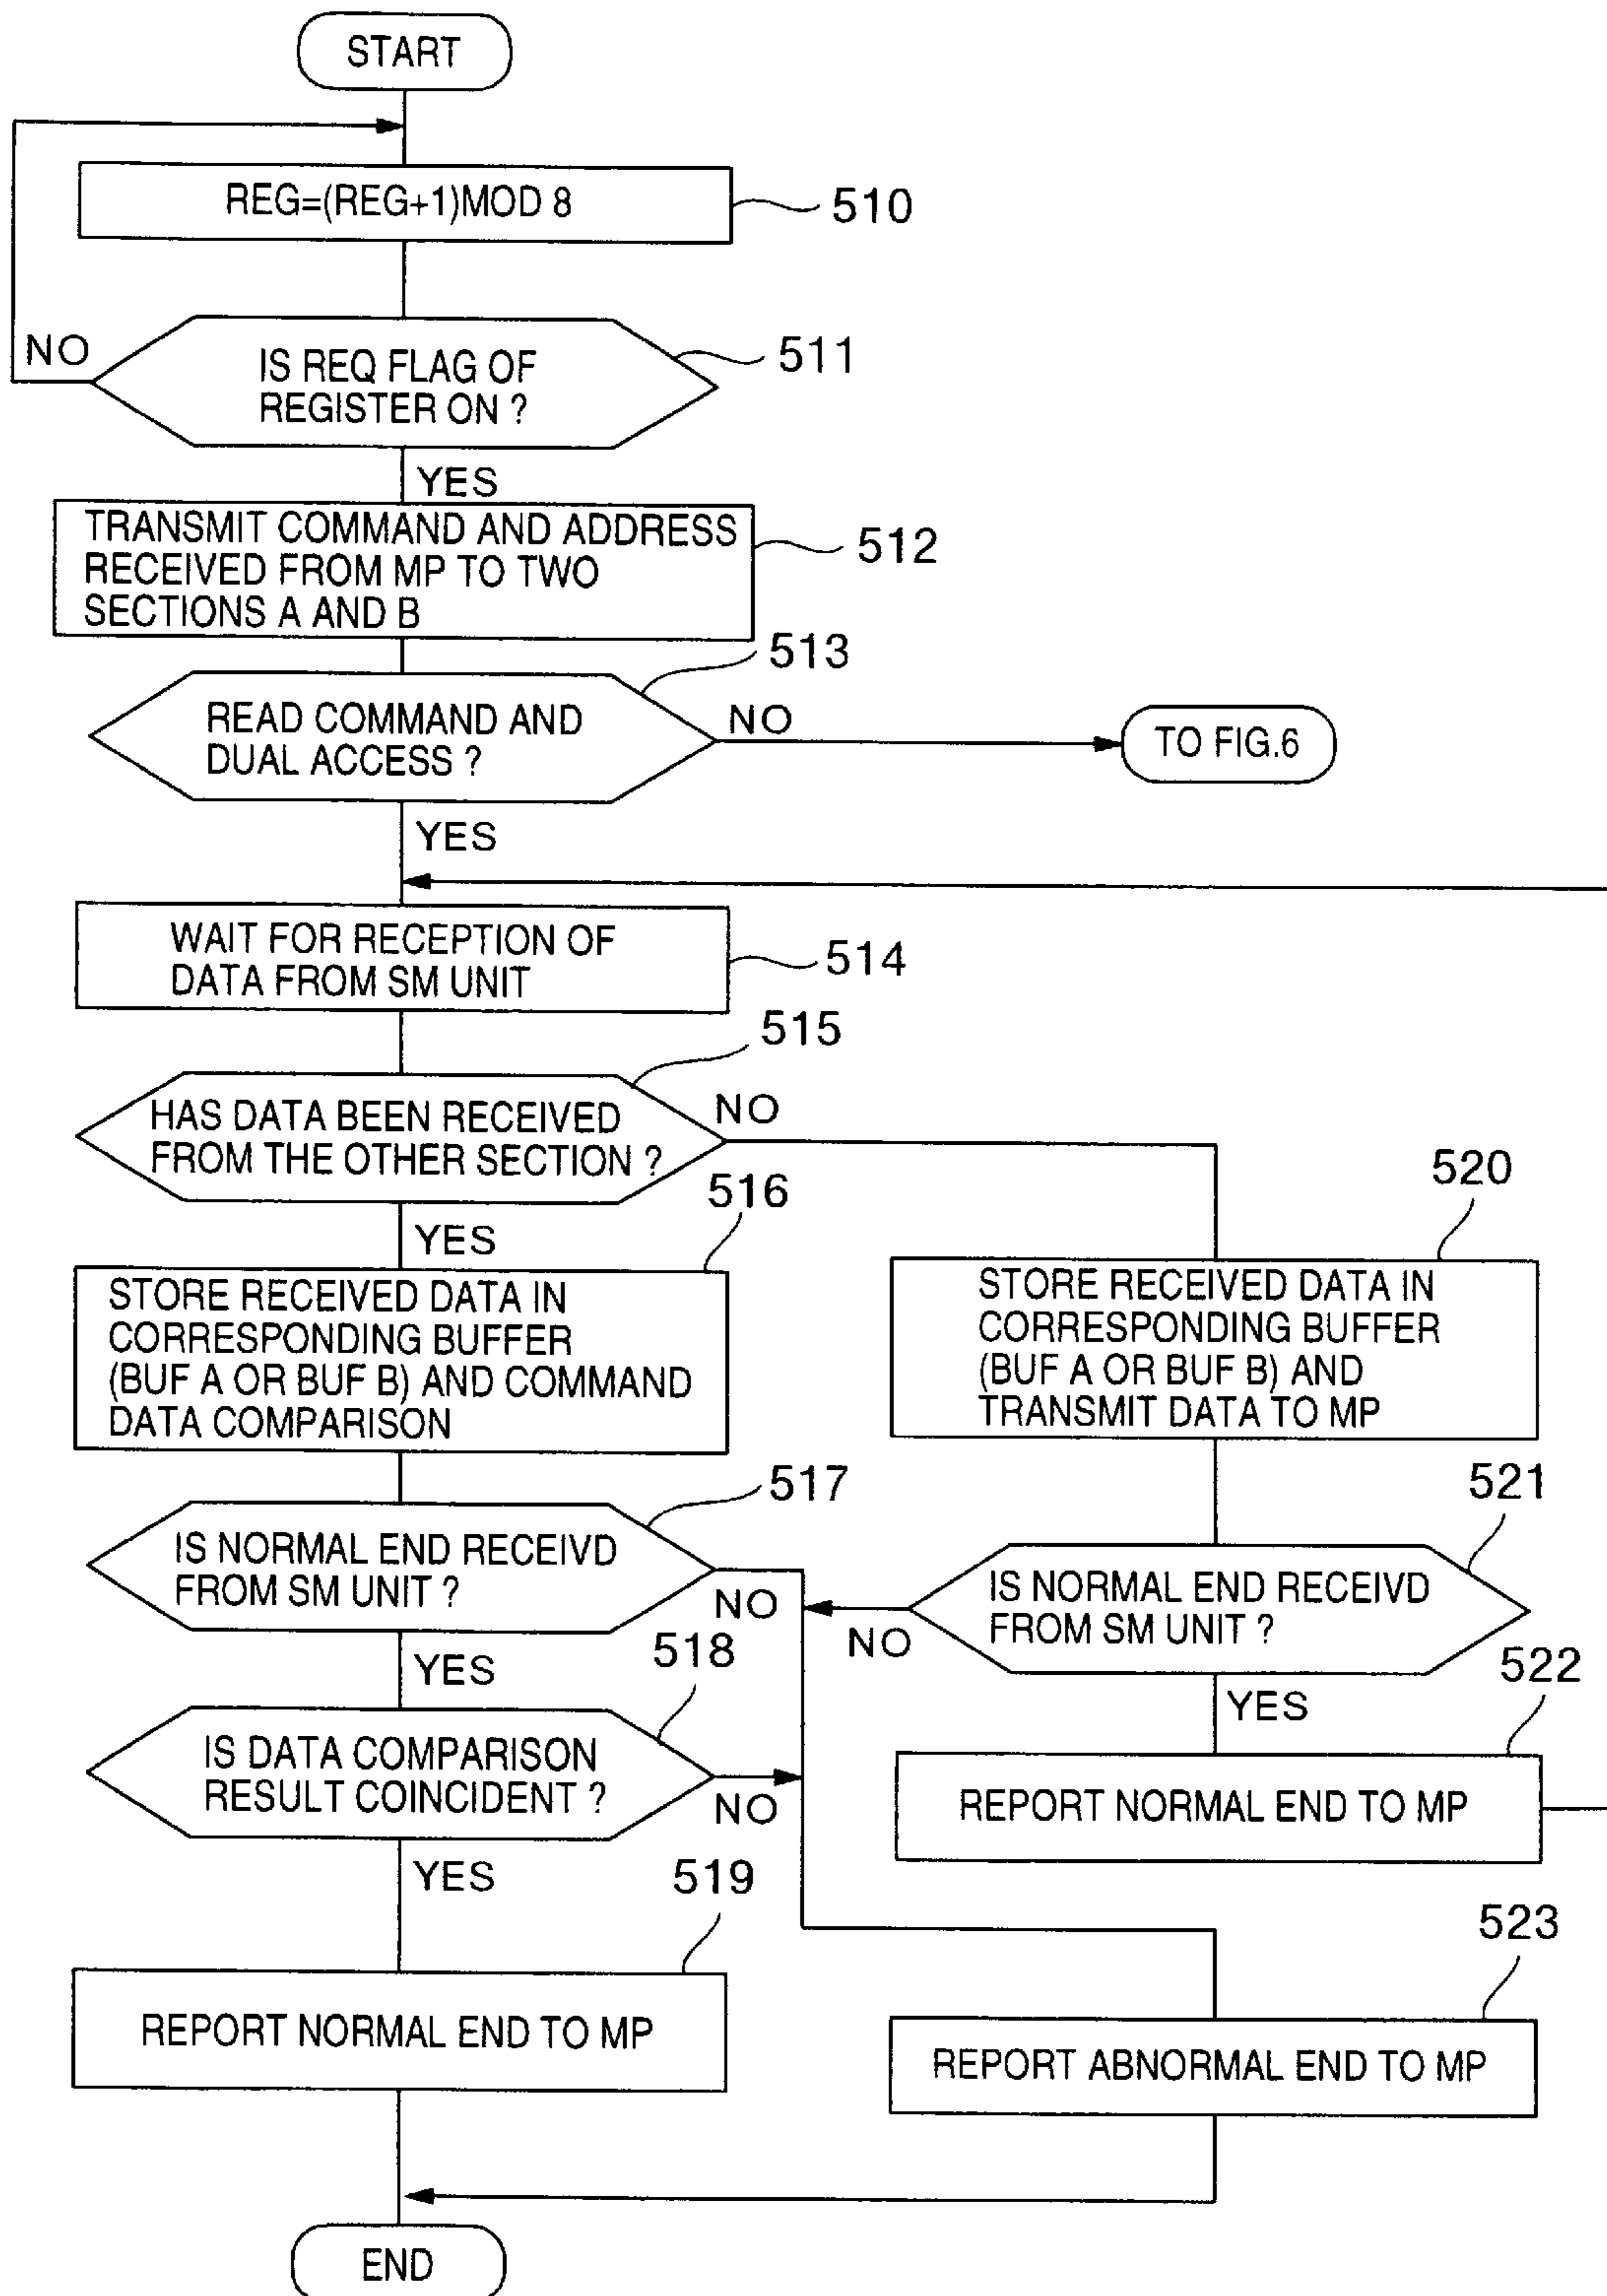 START
REG=(REG+1)MOD 8
510
NO
IS REQ FLAG OF
REGISTER ON ?
511
YES
TRANSMIT COMMAND AND ADDRESS
RECEIVED FROM MP TO TWO
SECTIONS A AND B
512
513
READ COMMAND AND
DUAL ACCESS ?
NO
TO FIG.6
YES
WAIT FOR RECEPTION OF
DATA FROM SM UNIT
514
515
HAS DATA BEEN RECEIVED
FROM THE OTHER SECTION ?
NO
YES
516
STORE RECEIVED DATA IN
CORRESPONDING BUFFER
(BUF A OR BUF B) AND COMMAND
DATA COMPARISON
520
STORE RECEIVED DATA IN
CORRESPONDING BUFFER
(BUF A OR BUF B) AND
TRANSMIT DATA TO MP
517
IS NORMAL END RECEIVD
FROM SM UNIT ?
NO
YES
521
IS NORMAL END RECEIVD
FROM SM UNIT ?
NO
YES
518
IS DATA COMPARISON
RESULT COINCIDENT ?
NO
YES
522
REPORT NORMAL END TO MP
519
REPORT NORMAL END TO MP
523
REPORT ABNORMAL END TO MP
END